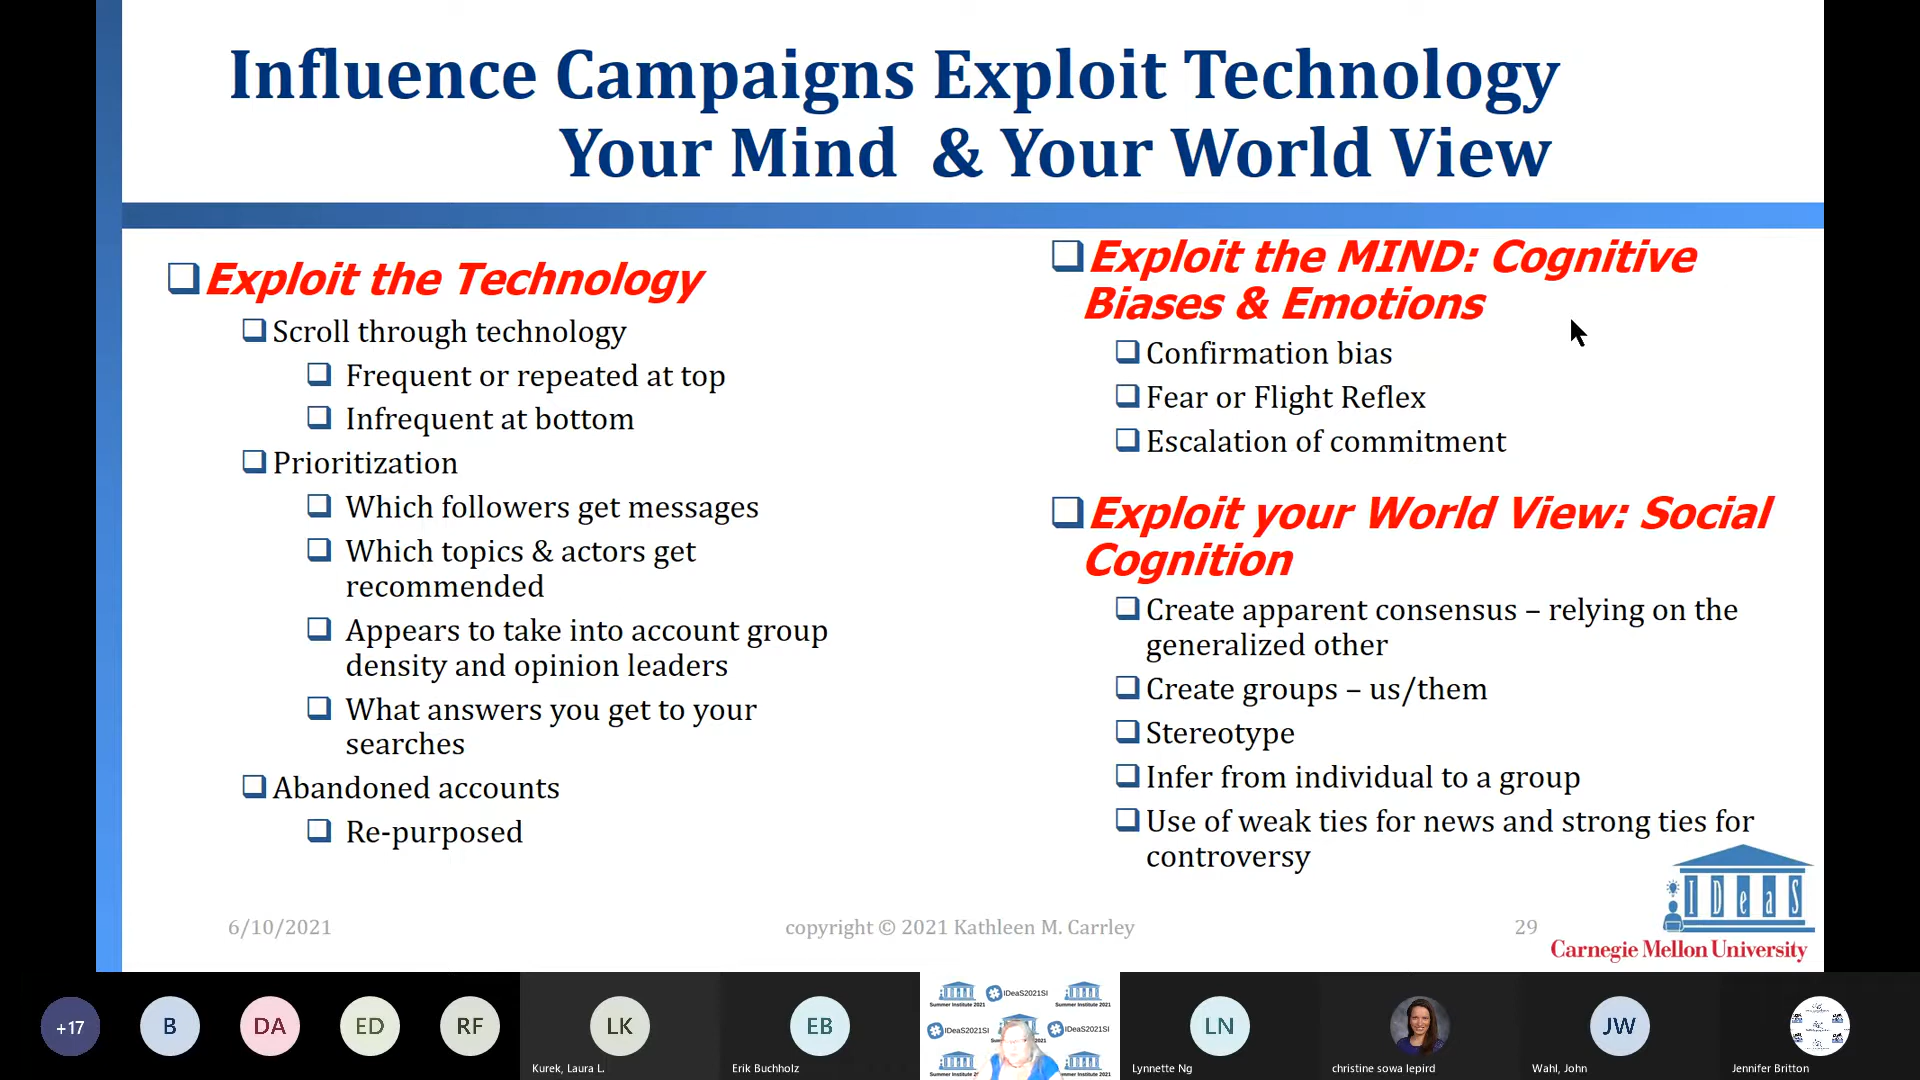 Influence Campaigns Exploit Technology
Your Mind & Your World View
Exploit the Technology
Scroll through technology
Frequent or repeated at top
Infrequent at bottom
Prioritization
Which followers get messages
Which topics & actors get
recommended
Appears to take into account group
density and opinion leaders
What answers you get to your
searches
Abandoned accounts
Re-purposed
Exploit the MIND: Cognitive
Biases & Emotions
Confirmation bias
Fear or Flight Reflex
Escalation of commitment
Exploit your World View: Social
Cognition
Create apparent consensus – relying on the
generalized other
Create groups – us/them
Stereotype
Infer from individual to a group
Use of weak ties for news and strong ties for
controversy
6/10/2021
copyright © 2021 Kathleen M. Carrley
29
IDeaS
Carnegie Mellon University
+17
B
DA
ED
RF
LK
Kurek, Laura L.
EB
Erik Buchholz
Summer Institute 2021
#IDeaS2021SI
LN
Lynnette Ng
christine sowa lepird
JW
Wahl, John
Jennifer Britton